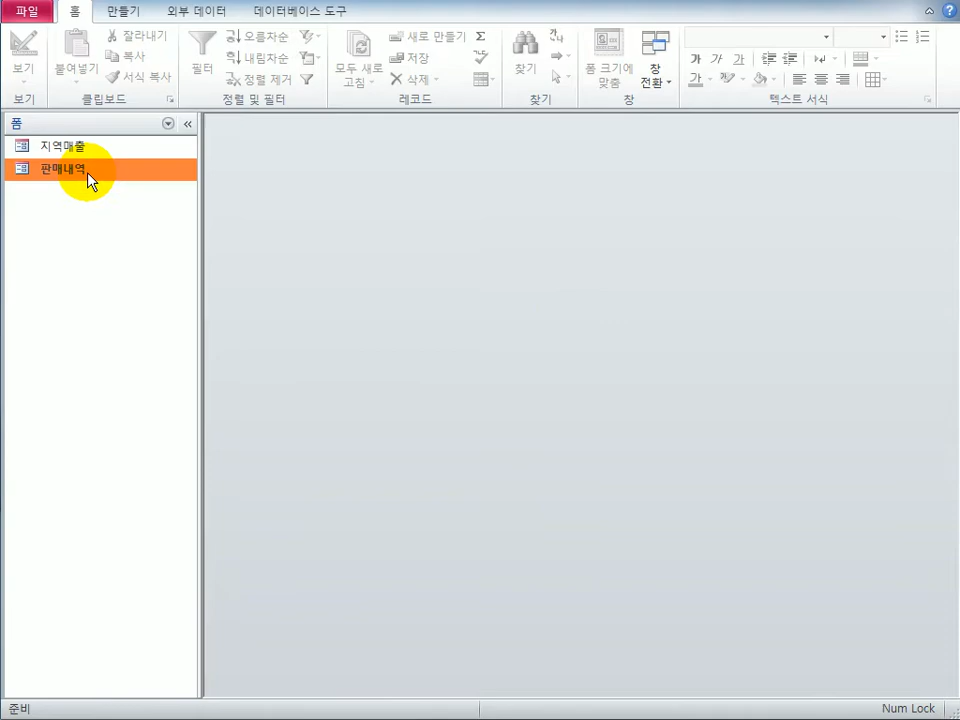 파일 홈 만들기 외부 데이터 데이터베이스 도구
보기 붙여넣기 잘라내기 복사 서식 복사
필터 오름차순 내림차순 정렬 제거
모두 새로 고침 새로 만들기 저장 삭제
찾기
폼 크기에 맞춤 창 전환
가 가 가 가
보기 클립보드 정렬 및 필터 레코드 찾기 창 텍스트 서식
폼
지역매출
판매내역
준비 Num Lock